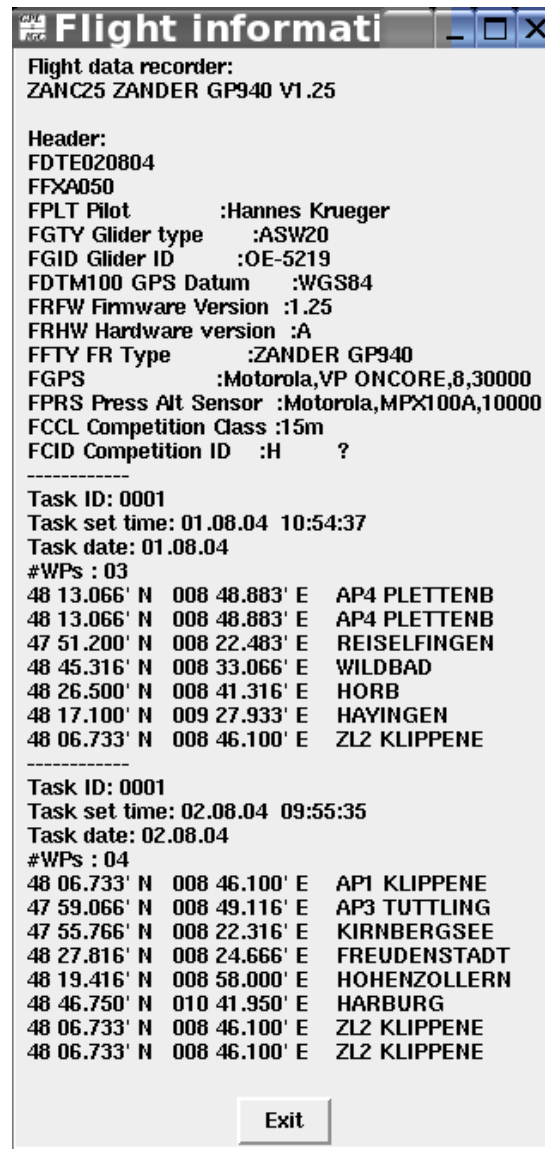 GPL
IGC
Flight informati
Flight data recorder:
ZANC25 ZANDER GP940 V1.25
Header:
FDTE020804
FFXA050
FPLT Pilot :Hannes Krueger
FGTY Glider type :ASW20
FGID Glider ID :OE-5219
FDTM100 GPS Datum :WGS84
FRFW Firmware Version :1.25
FRHW Hardware version :A
FFTY FR Type :ZANDER GP940
FGPS :Motorola,VP ONCORE,8,30000
FPRS Press Alt Sensor :Motorola,MPX100A,10000
FCCL Competition Class :15m
FCID Competition ID :H ?
------------
Task ID: 0001
Task set time: 01.08.04 10:54:37
Task date: 01.08.04
#WPs : 03
48 13.066' N 008 48.883' E AP4 PLETTENB
48 13.066' N 008 48.883' E AP4 PLETTENB
47 51.200' N 008 22.483' E REISELFINGEN
48 45.316' N 008 33.066' E WILDBAD
48 26.500' N 008 41.316' E HORB
48 17.100' N 009 27.933' E HAYINGEN
48 06.733' N 008 46.100' E ZL2 KLIPPENE
------------
Task ID: 0001
Task set time: 02.08.04 09:55:35
Task date: 02.08.04
#WPs : 04
48 06.733' N 008 46.100' E AP1 KLIPPENE
47 59.066' N 008 49.116' E AP3 TUTTLING
47 55.766' N 008 22.316' E KIRNBERGSEE
48 27.816' N 008 24.666' E FREUDENSTADT
48 19.416' N 008 58.000' E HOHENZOLLERN
48 46.750' N 010 41.950' E HARBURG
48 06.733' N 008 46.100' E ZL2 KLIPPENE
48 06.733' N 008 46.100' E ZL2 KLIPPENE
Exit